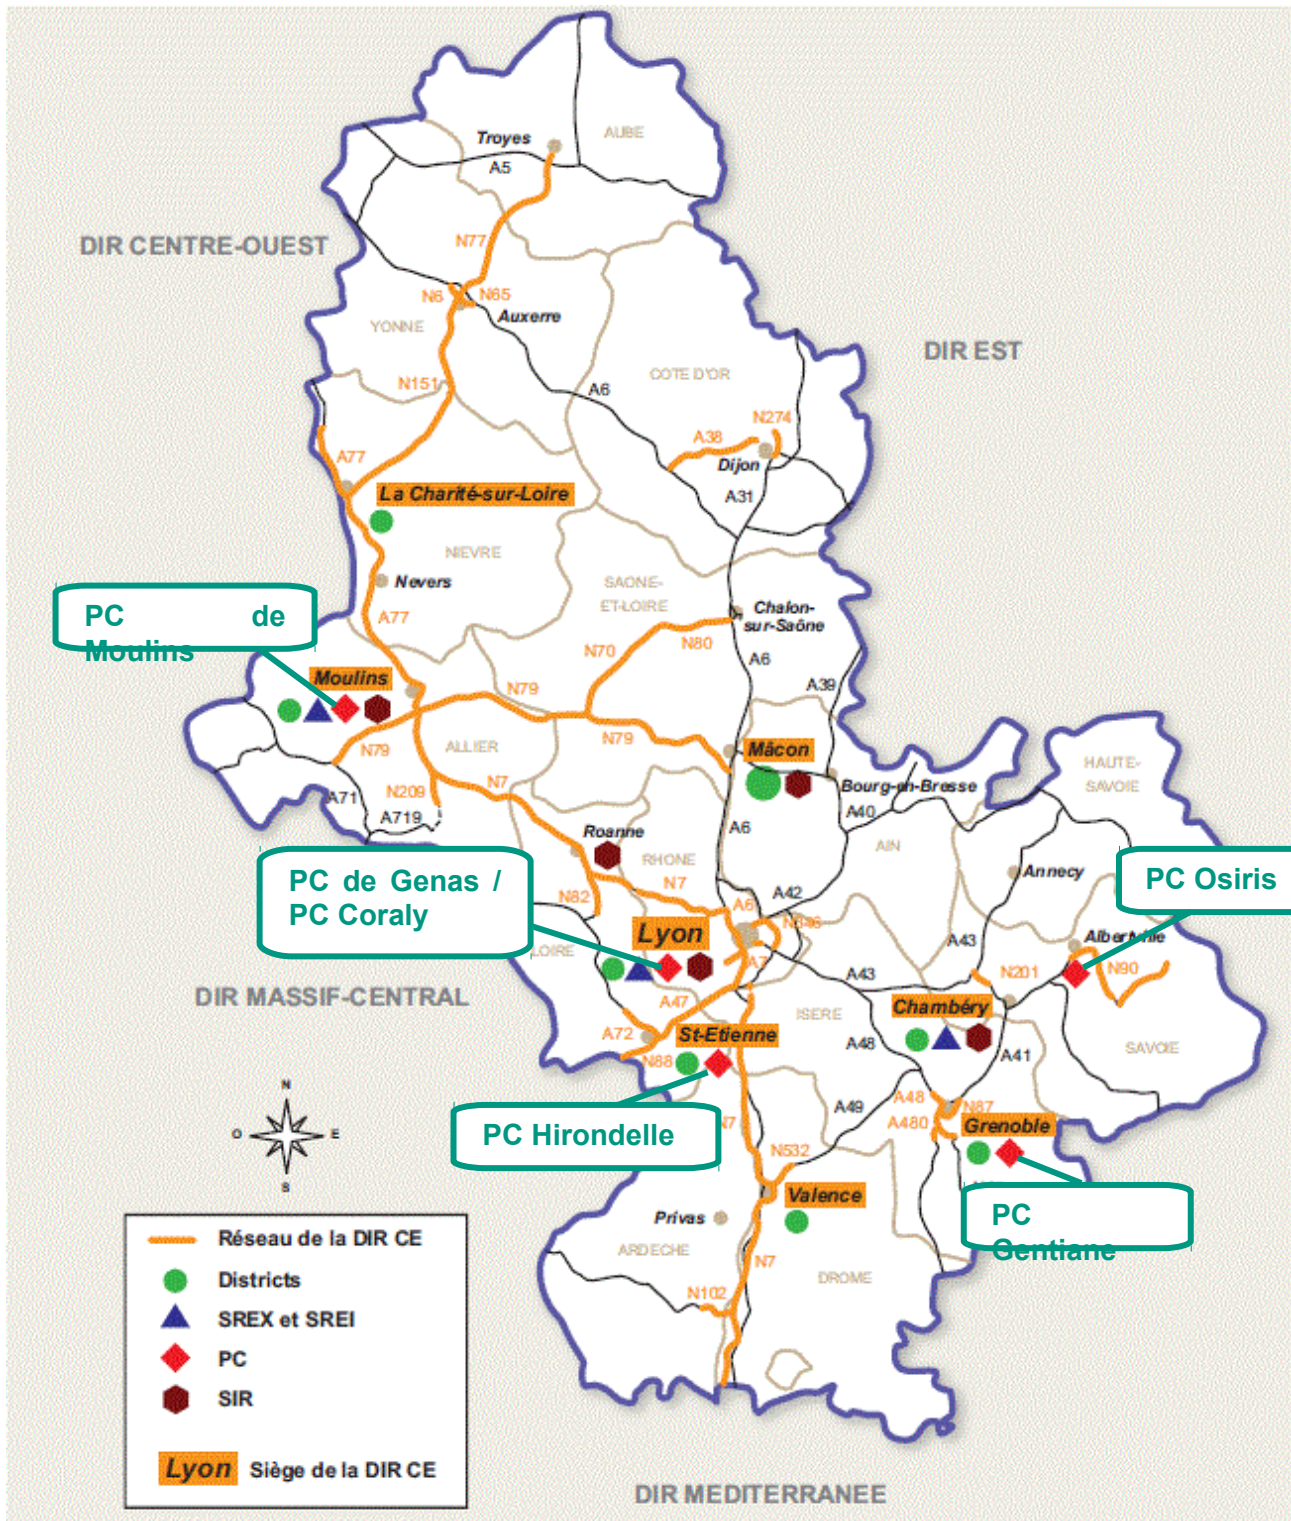 AUBE
Troyes
A5
DIR CENTRE-OUEST
N77
N6
N65
Auxerre
YONNE
DIR EST
COTE D'OR
N151
A6
N274
A38
Dijon
A77
A31
La Charité-sur-Loire
NIEVRE
Nevers
SAONE-
ET-LOIRE
PC de
Moulins
Chalon-
sur-Saône
A77
N80
N70
A6
Moulins
N79
A39
N79
N79
ALLIER
Mâcon
HAUTE-
SAVOIE
N7
N209
A71
A719
Bourg-en-Bresse
A40
Roanne
A6
RHONE
AIN
Annecy
PC de Genas /
PC Coraly
N7
N82
A42
A6
N346
PC Osiris
Lyon
Albertville
LOIRE
A7
A43
N201
N90
A43
DIR MASSIF-CENTRAL
A47
Chambéry
ISERE
A72
St-Etienne
A48
A41
SAVOIE
N88
A48
N87
A49
A480
Grenoble
PC Hirondelle
N7
N532
Valence
PC
Gentiane
Privas
ARDECHE
N7
DROME
N102
N
O
E
S
Réseau de la DIR CE
Districts
SREX et SREI
PC
SIR
Lyon Siège de la DIR CE
DIR MEDITERRANEE